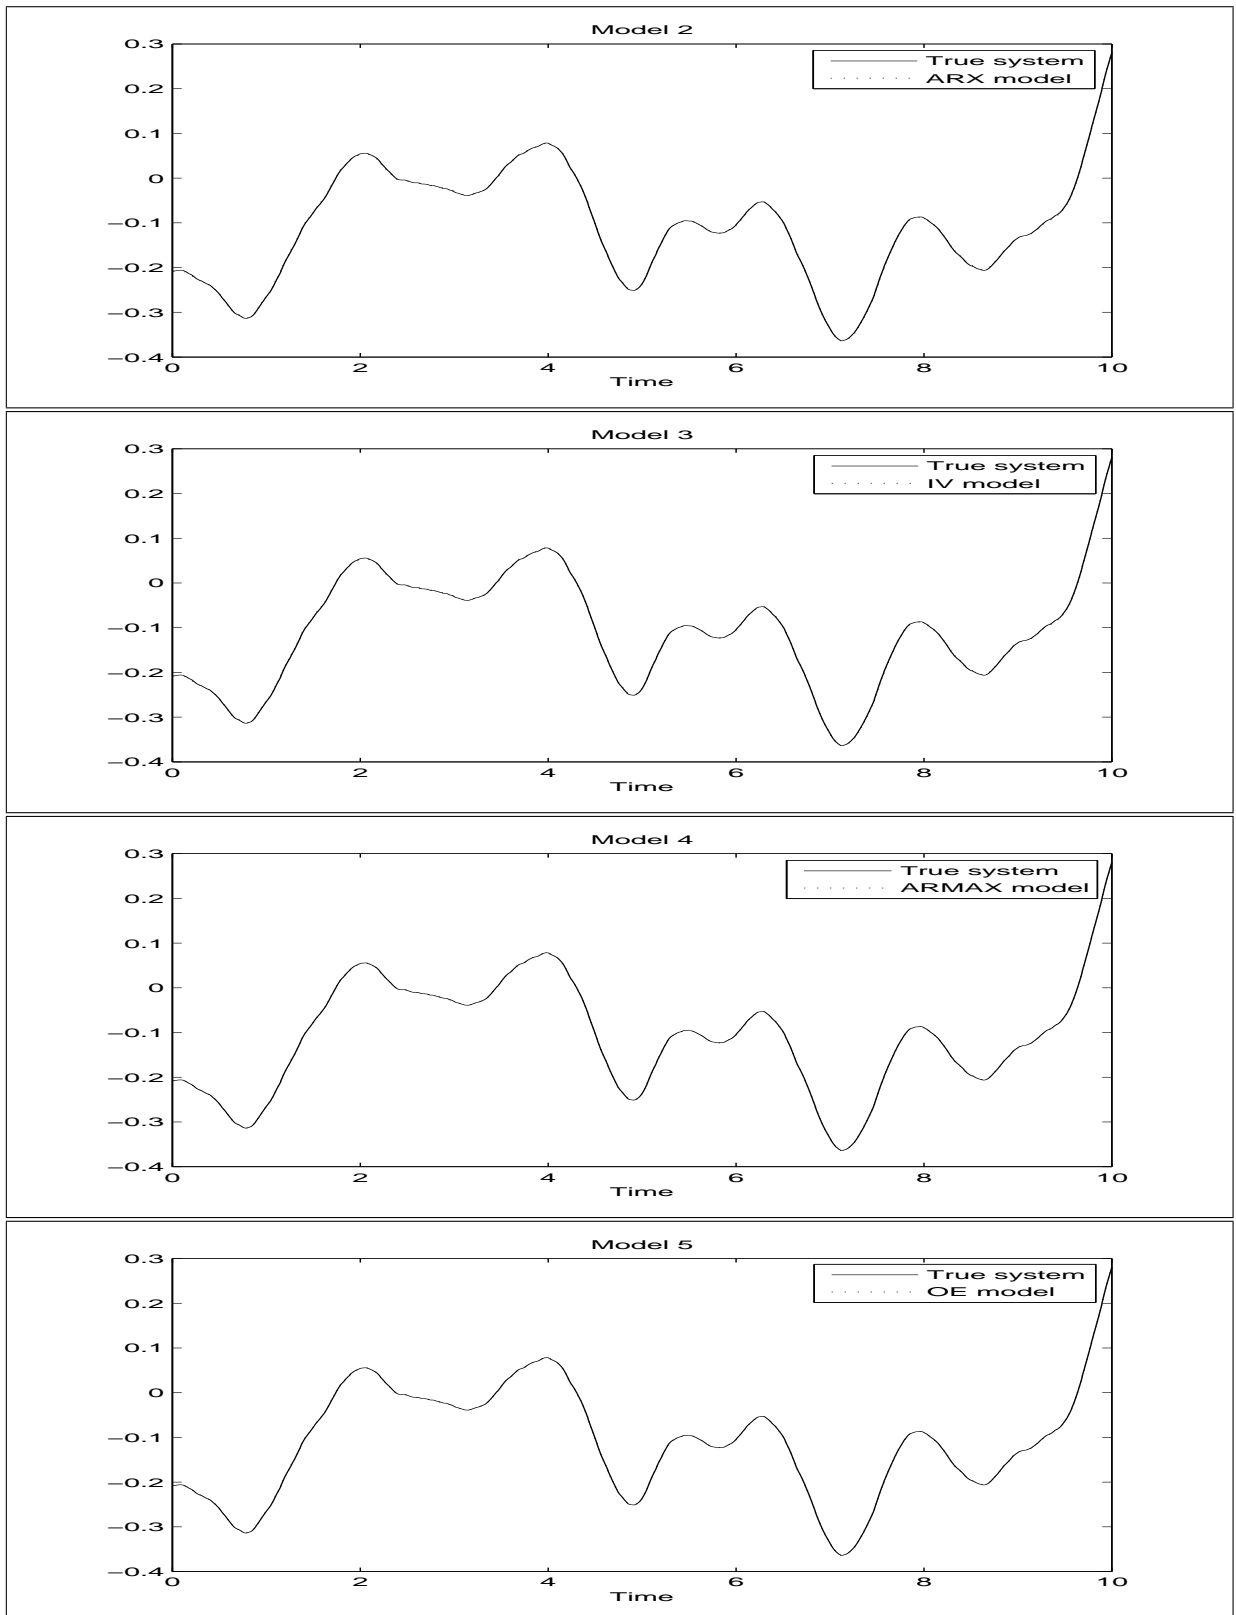 Model 2
0.3
True system
ARX model
0.2
0.1
0
−0.1
−0.2
−0.3
−0.4
0 2 4 6 8 10
Time
Model 3
0.3
True system
IV model
0.2
0.1
0
−0.1
−0.2
−0.3
−0.4
0 2 4 6 8 10
Time
Model 4
0.3
True system
ARMAX model
0.2
0.1
0
−0.1
−0.2
−0.3
−0.4
0 2 4 6 8 10
Time
Model 5
0.3
True system
OE model
0.2
0.1
0
−0.1
−0.2
−0.3
−0.4
0 2 4 6 8 10
Time